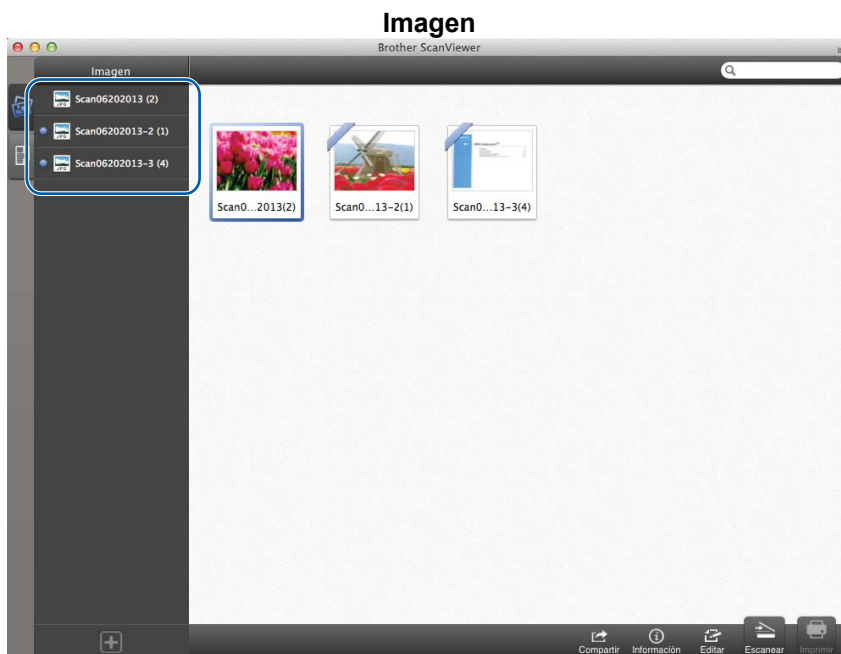 Imagen
Brother ScanViewer
Imagen
Scan06202013 (2)
Scan06202013-2 (1)
Scan06202013-3 (4)
Scan0...2013(2)
Scan0...13-2(1)
Scan0...13-3(4)
Compartir Información Editar Escanear Imprimir